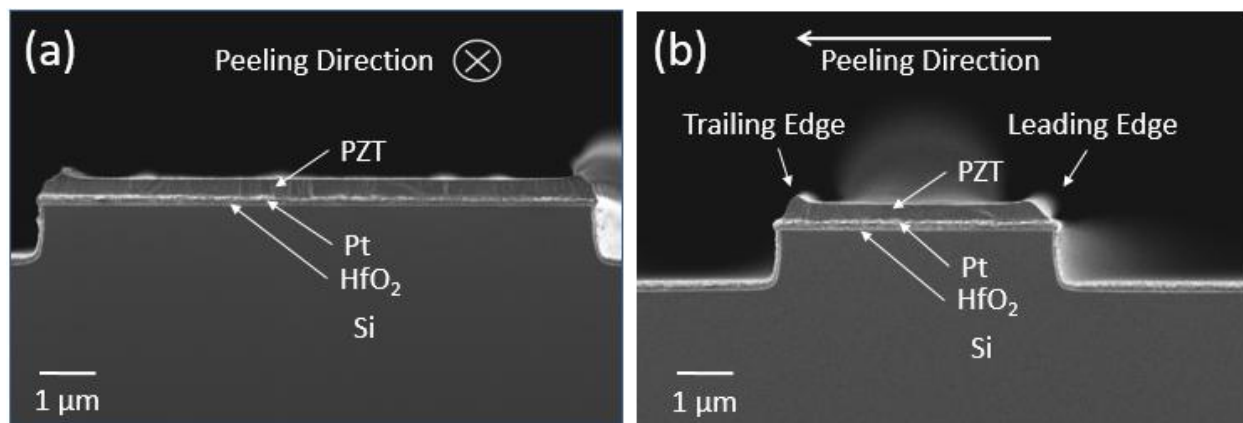 (a)
Peeling Direction
PZT
Pt
HfO₂
Si
1 μm
(b)
Peeling Direction
Trailing Edge
Leading Edge
PZT
Pt
HfO₂
Si
1 μm